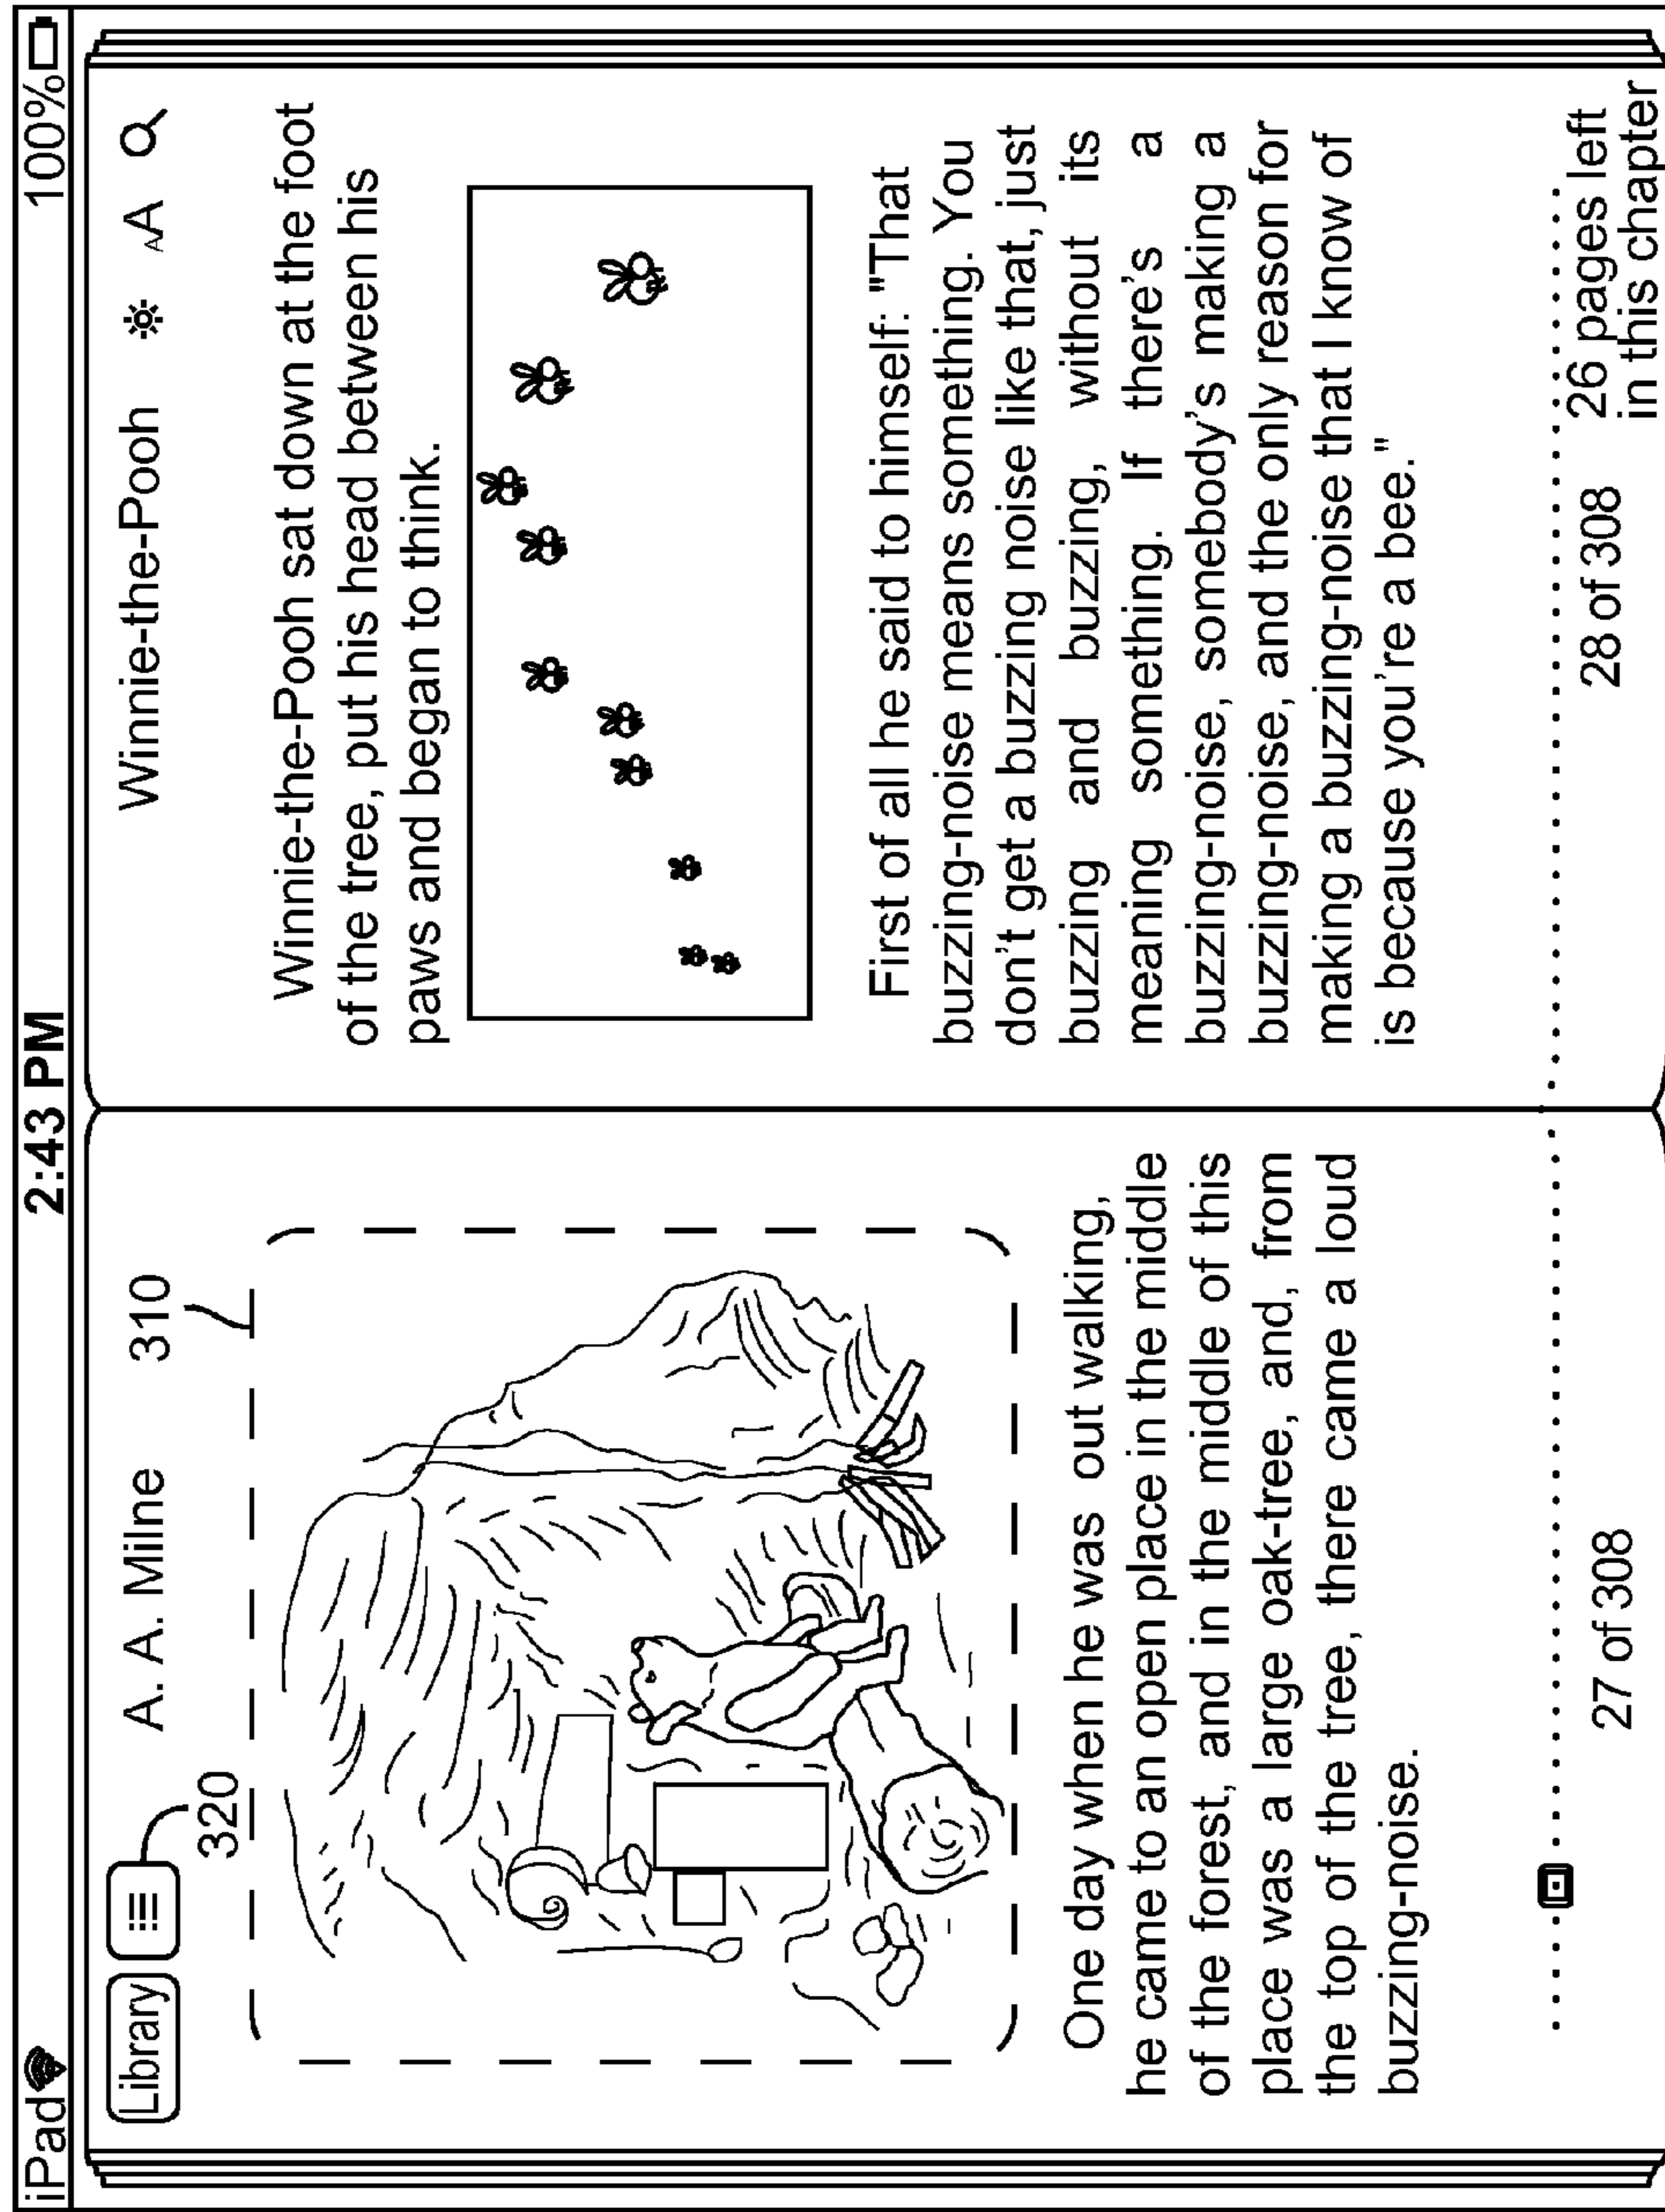 iPad 2:43 PM 100%
Library A. A. Milne 310
320
One day when he was out walking,
he came to an open place in the middle
of the forest, and in the middle of this
place was a large oak-tree, and, from
the top of the tree, there came a loud
buzzing-noise.
27 of 308
Winnie-the-Pooh AA
Winnie-the-Pooh sat down at the foot
of the tree, put his head between his
paws and began to think.
First of all he said to himself: "That
buzzing-noise means something. You
don't get a buzzing noise like that, just
buzzing and buzzing, without its
meaning something. If there's a
buzzing-noise, somebody's making a
buzzing-noise, and the only reason for
making a buzzing-noise that I know of
is because you're a bee."
28 of 308 26 pages left
in this chapter